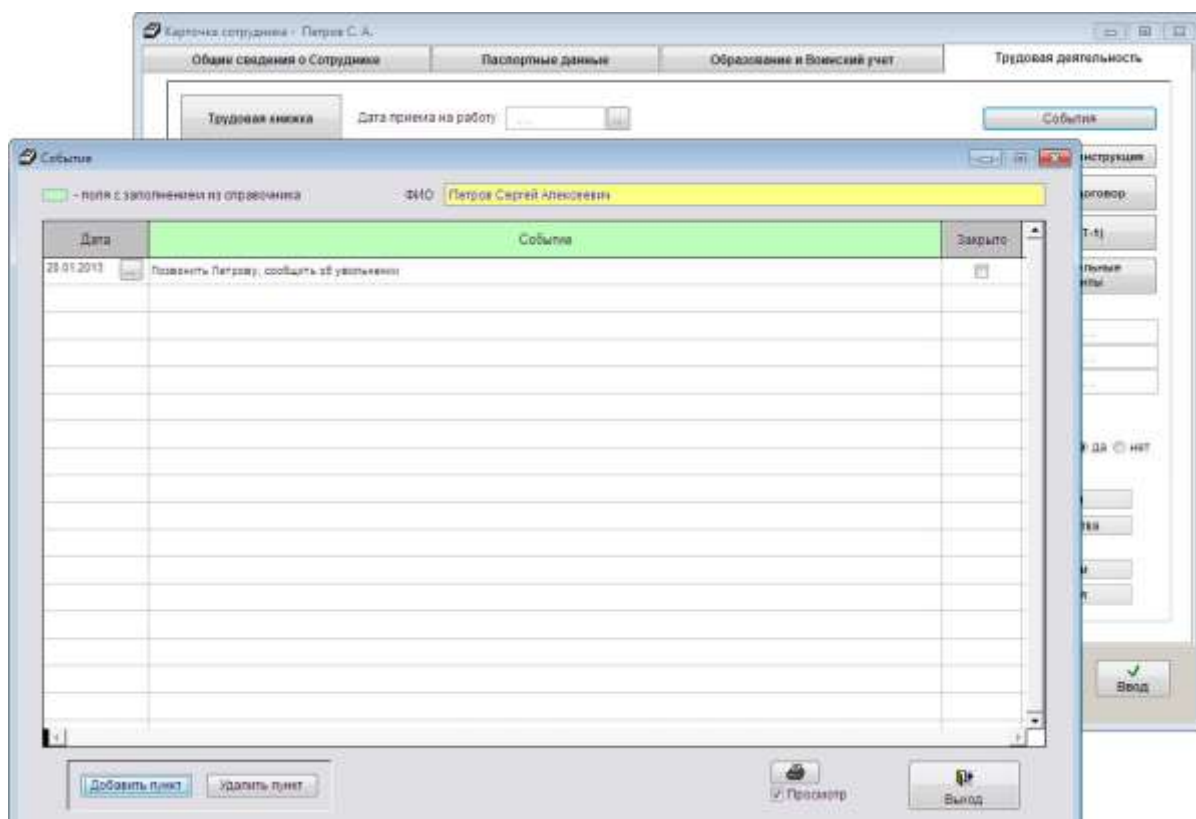 Карточка сотрудника - Петров С. А.
Общие сведения о Сотруднике
Паспортные данные
Образование и Воинский учет
Трудовая деятельность
Трудовая книжка
Дата приема на работу
...
События
События
нструкция
- поля с заполнением из справочника
ФИО
Петров Сергей Алексеевич
оговор
Дата
Событие
Закрыто
Т-5)
28.01.2013
...
Позвонить Петрову, сообщить об увольнении
да
нет
Ввод
Добавить пункт
Удалить пункт
Просмотр
Выход